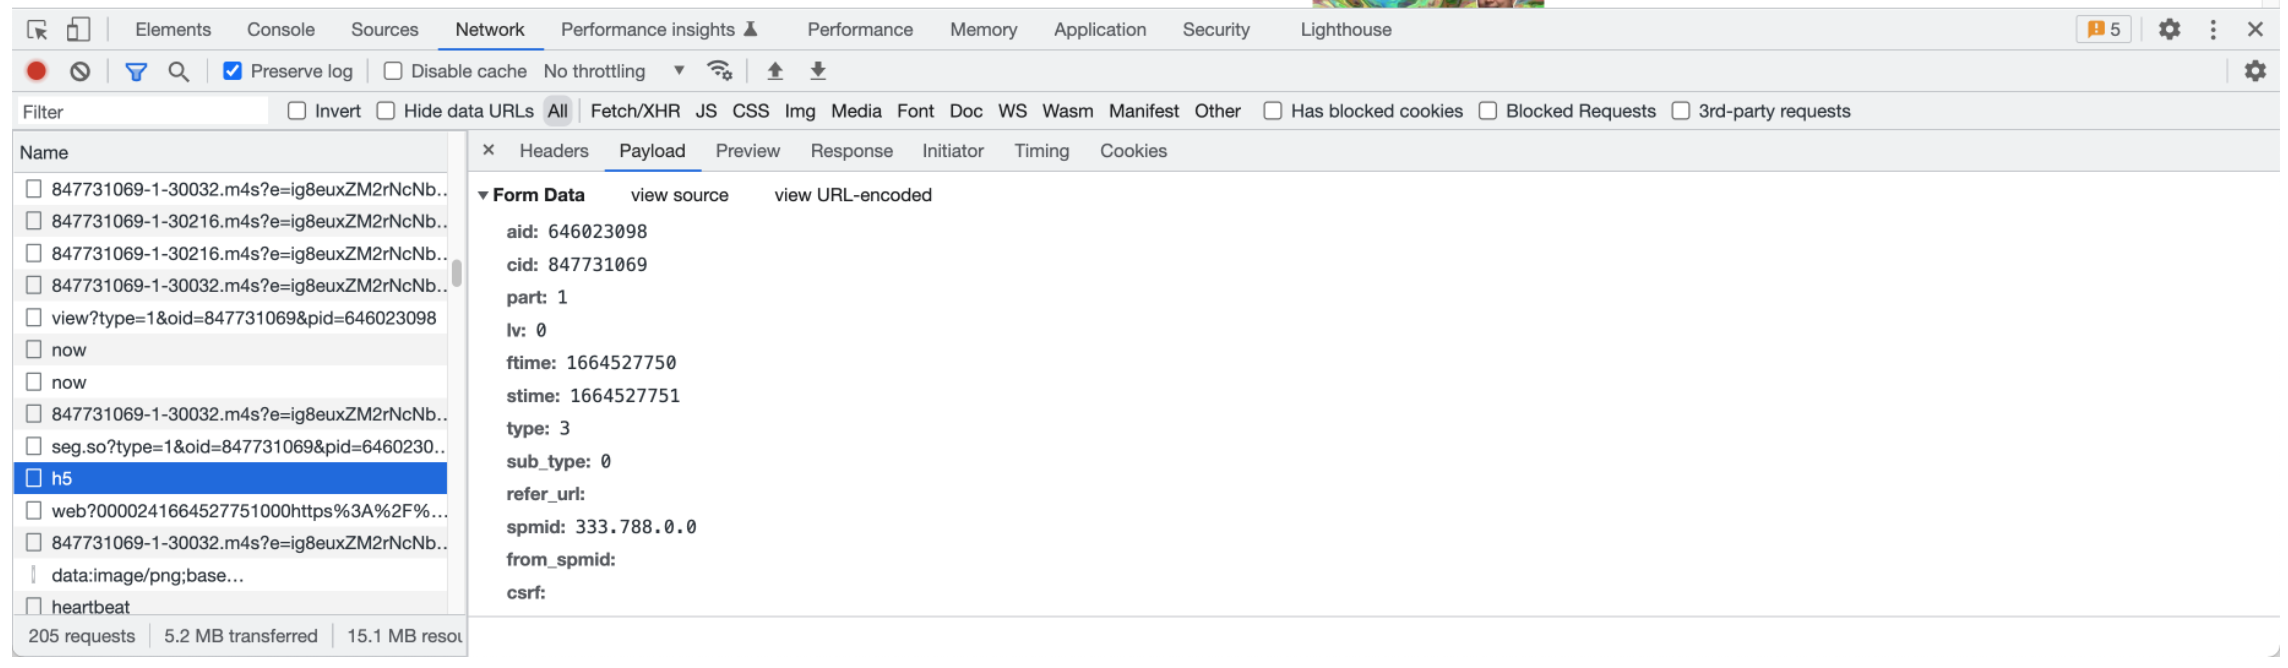 Elements Console Sources Network Performance insights Performance Memory Application Security Lighthouse 5
Preserve log Disable cache No throttling
Filter Invert Hide data URLs All Fetch/XHR JS CSS Img Media Font Doc WS Wasm Manifest Other Has blocked cookies Blocked Requests 3rd-party requests
Name
847731069-1-30032.m4s?e=ig8euxZM2rNcNb…
847731069-1-30216.m4s?e=ig8euxZM2rNcNb…
847731069-1-30216.m4s?e=ig8euxZM2rNcNb…
847731069-1-30032.m4s?e=ig8euxZM2rNcNb…
view?type=1&oid=847731069&pid=646023098
now
now
847731069-1-30032.m4s?e=ig8euxZM2rNcNb…
seg.so?type=1&oid=847731069&pid=6460230…
h5
web?0000241664527751000https%3A%2F%…
847731069-1-30032.m4s?e=ig8euxZM2rNcNb…
data:image/png;base…
heartbeat
205 requests 5.2 MB transferred 15.1 MB resou
Headers Payload Preview Response Initiator Timing Cookies
Form Data view source view URL-encoded
aid: 646023098
cid: 847731069
part: 1
lv: 0
ftime: 1664527750
stime: 1664527751
type: 3
sub_type: 0
refer_url:
spmid: 333.788.0.0
from_spmid:
csrf: